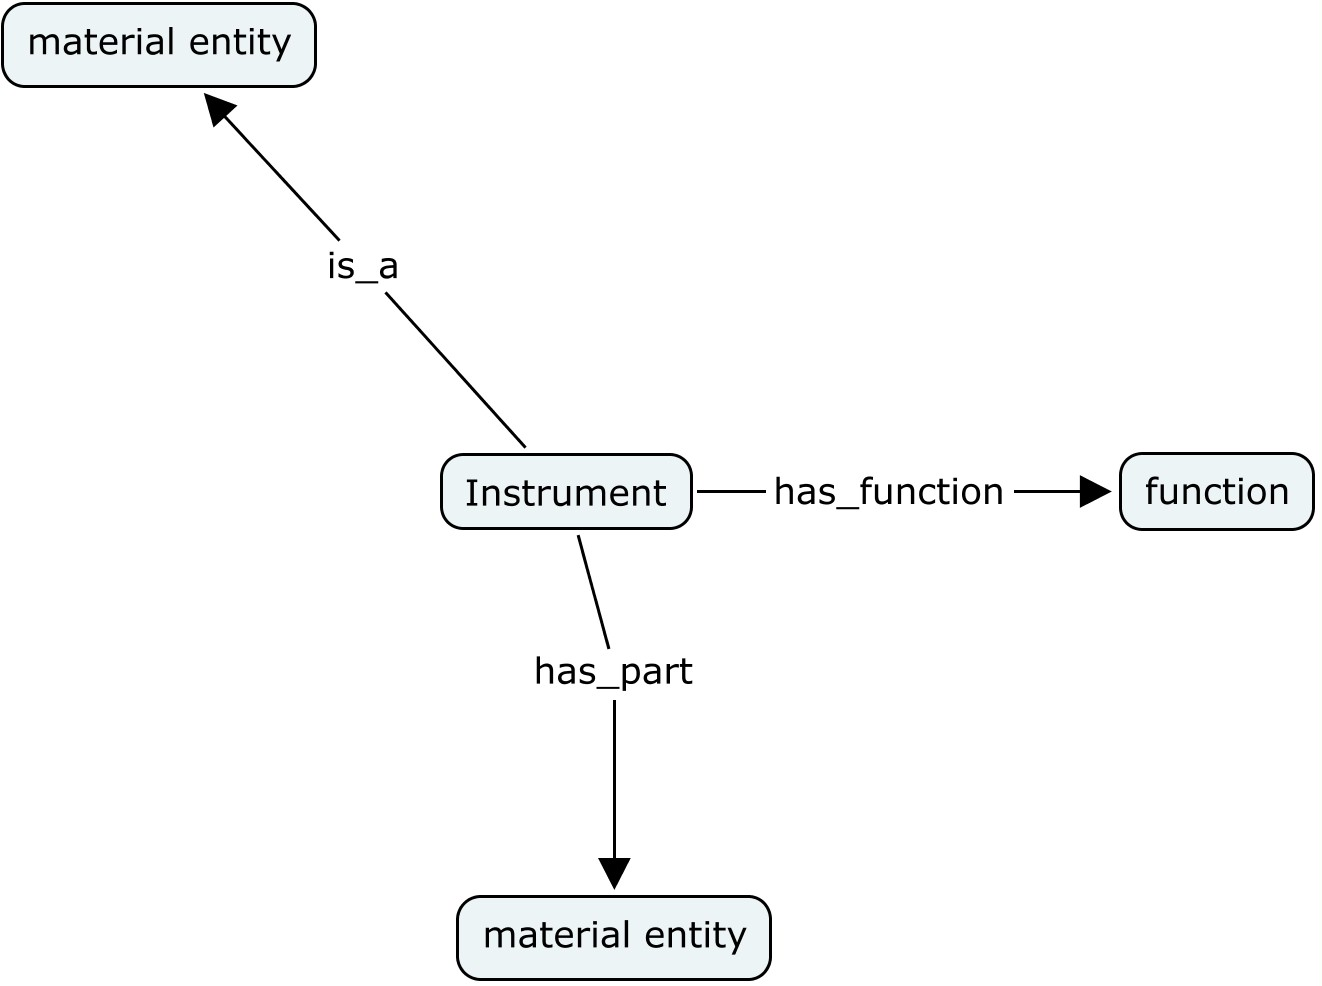 material entity
is_a
Instrument
has_function
function
has_part
material entity